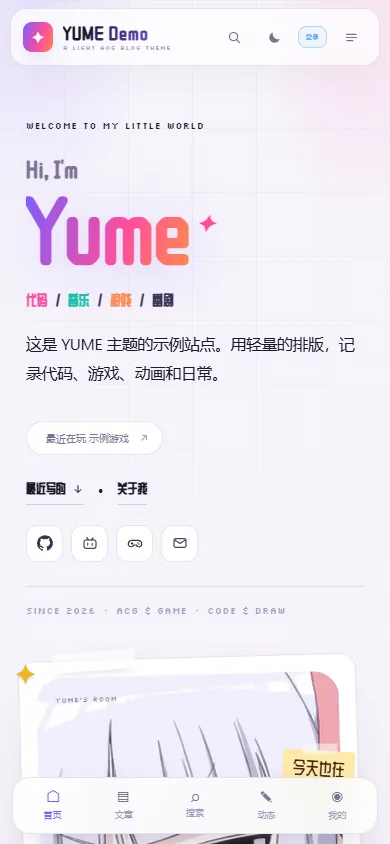 YUME Demo
A LIGHT ACG BLOG THEME
登录
WELCOME TO MY LITTLE WORLD
Hi, I'm
Yume
代码 / 音乐 / 游戏 / 番剧
这是 YUME 主题的示例站点。用轻量的排版，记
录代码、游戏、动画和日常。
最近在玩 示例游戏 ↗
最近写的 ↓ • 关于我
SINCE 2026 · ACG & GAME · CODE & DRAW
YUME'S ROOM
今天也在
首页 文章 搜索 动态 我的